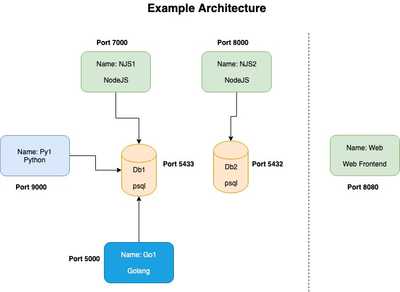 Example Architecture
Port 7000
Port 8000
Name: NJS1
NodeJS
Name: NJS2
NodeJS
Name: Py1
Python
Port 9000
Db1
psql
Port 5433
Db2
psql
Port 5432
Name: Web
Web Frontend
Port 8080
Port 5000
Name: Go1
Golang